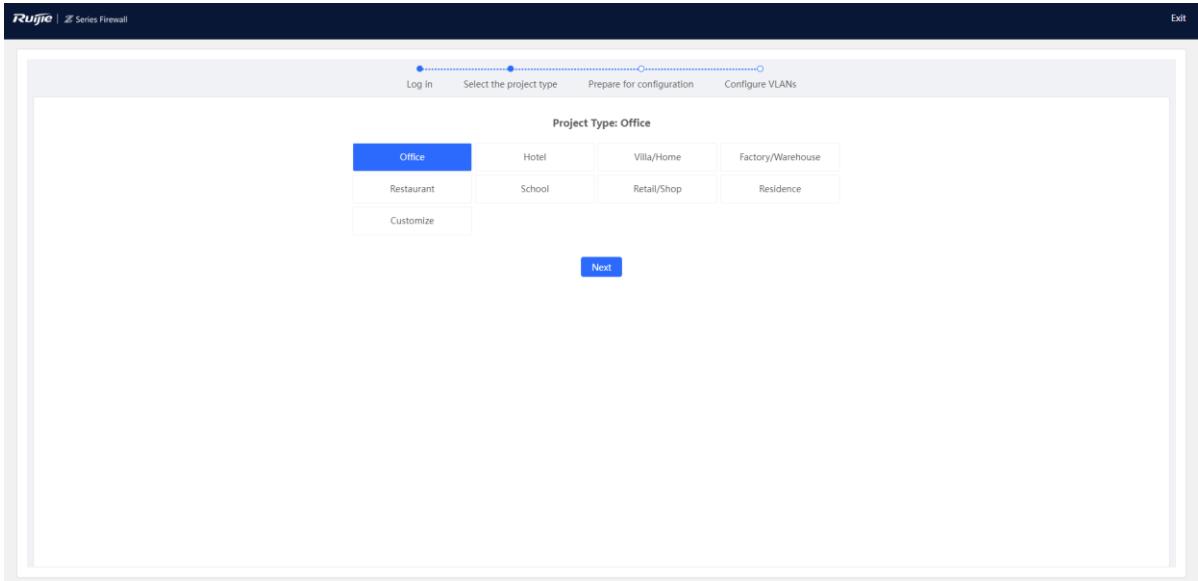 Ruijie | Z Series Firewall Exit
Log in Select the project type Prepare for configuration Configure VLANs
Project Type: Office
Office Hotel Villa/Home Factory/Warehouse
Restaurant School Retail/Shop Residence
Customize
Next